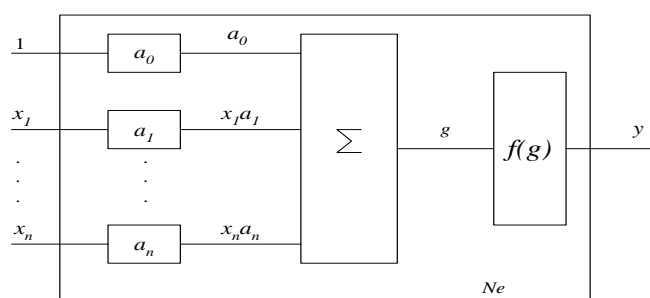 1 a₀ a₀
x₁ a₁ x₁a₁
∑ g f(g) y
. .
. .
. .
xₙ aₙ xₙaₙ
Ne